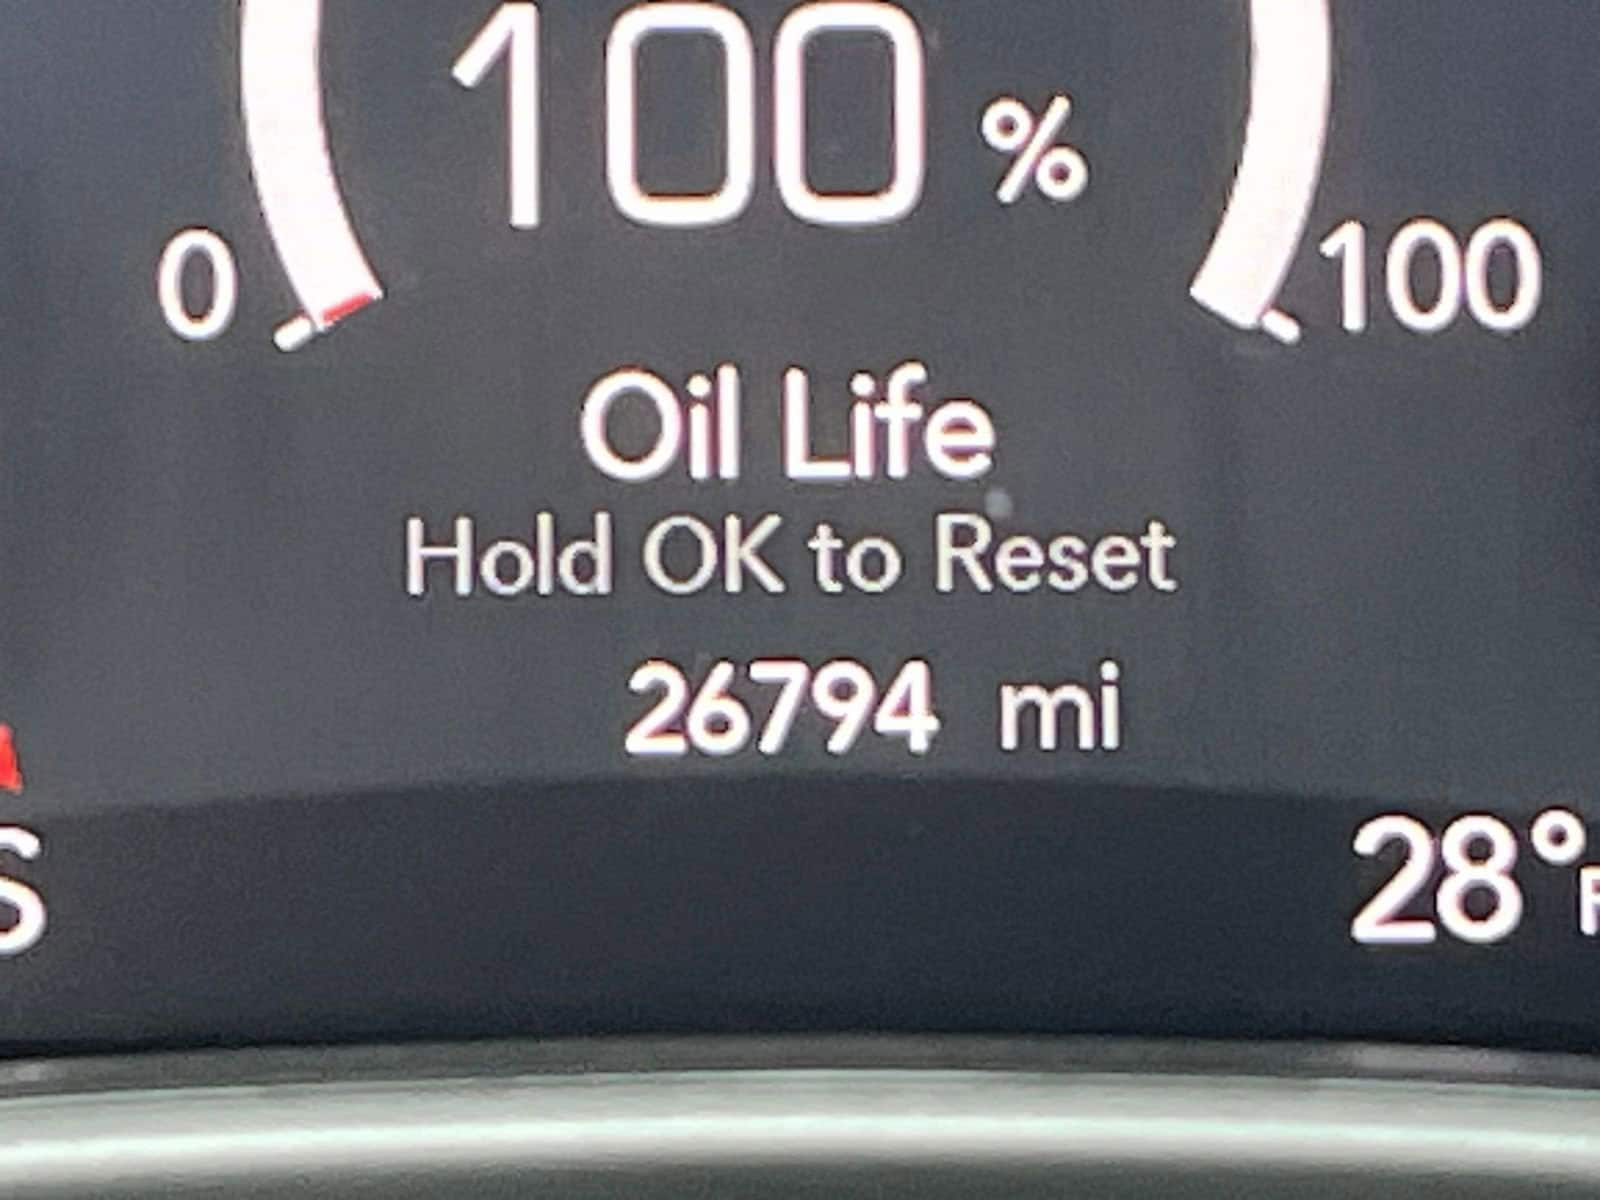 100 %
0 100
Oil Life
Hold OK to Reset
26794 mi
S 28°F